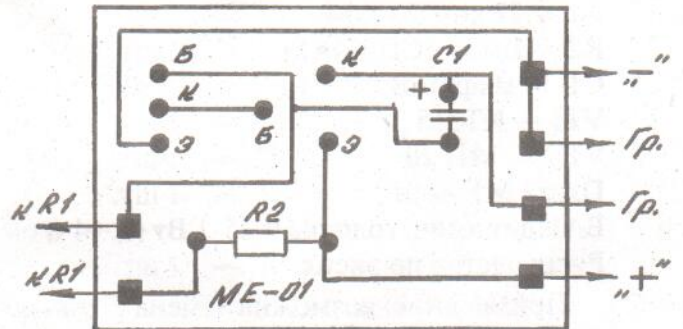 Б К С1
+
„—"
К Б
Э Э
Гр.
к R1
R2
Гр.
к R1
МЕ-01
„+"